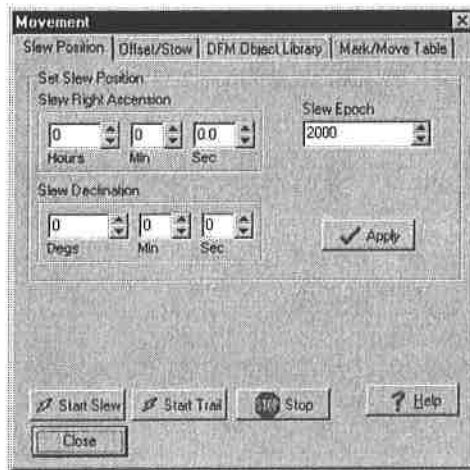 Movement
Slew Position Offset/Stow DFM Object Library Mark/Move Table
Set Slew Position
Slew Right Ascension
0 0 0.0
Hours Min Sec
Slew Epoch
2000
Slew Declination
0 0 0
Degs Min Sec
Apply
Start Slew Start Trail STOP Stop ? Help
Close